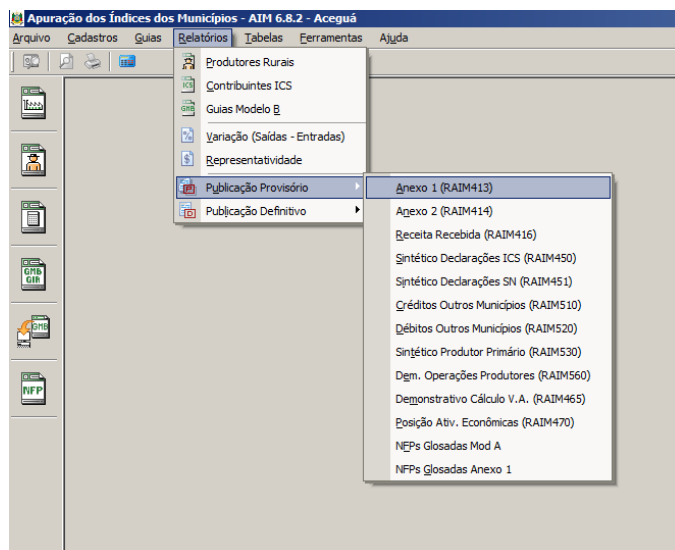 Apuração dos Índices dos Municípios - AIM 6.8.2 - Aceguá
Arquivo Cadastros Guias Relatórios Tabelas Ferramentas Ajuda
Produtores Rurais
ICS Contribuintes ICS
GMB Guias Modelo B
Variação (Saídas - Entradas)
Representatividade
Publicação Provisório
Publicação Definitivo
Anexo 1 (RAIM413)
Anexo 2 (RAIM414)
Receita Recebida (RAIM416)
Sintético Declarações ICS (RAIM450)
Sintético Declarações SN (RAIM451)
Créditos Outros Municípios (RAIM510)
Débitos Outros Municípios (RAIM520)
Sintético Produtor Primário (RAIM530)
Dem. Operações Produtores (RAIM560)
Demonstrativo Cálculo V.A. (RAIM465)
Posição Ativ. Econômicas (RAIM470)
NFPs Glosadas Mod A
NFPs Glosadas Anexo 1
GMB
GIR
GMB
NFP